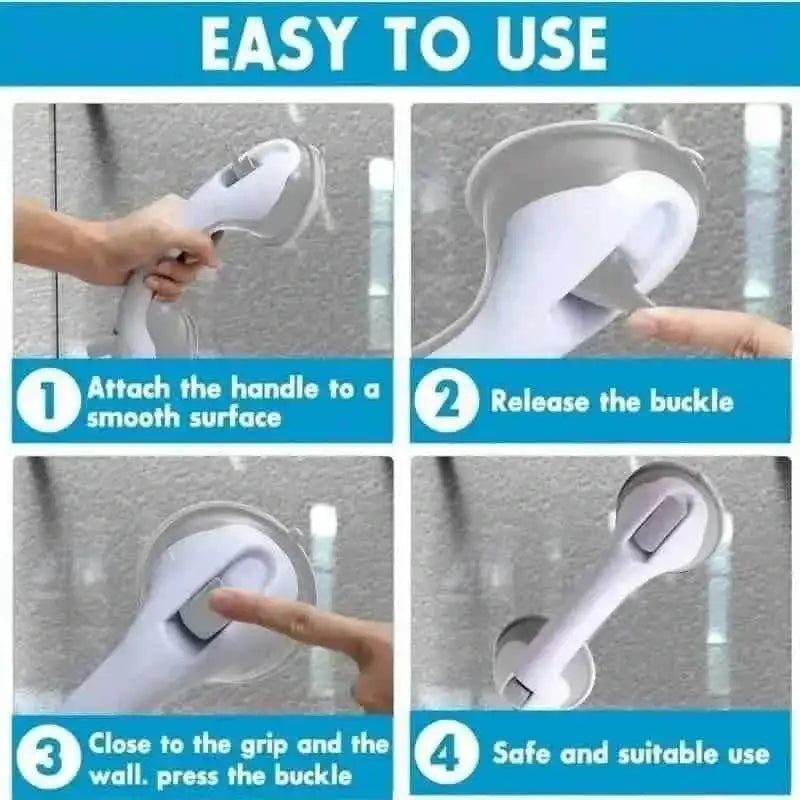 EASY TO USE
1
Attach the handle to a
smooth surface
2
Release the buckle
3
Close to the grip and the
wall. press the buckle
4
Safe and suitable use